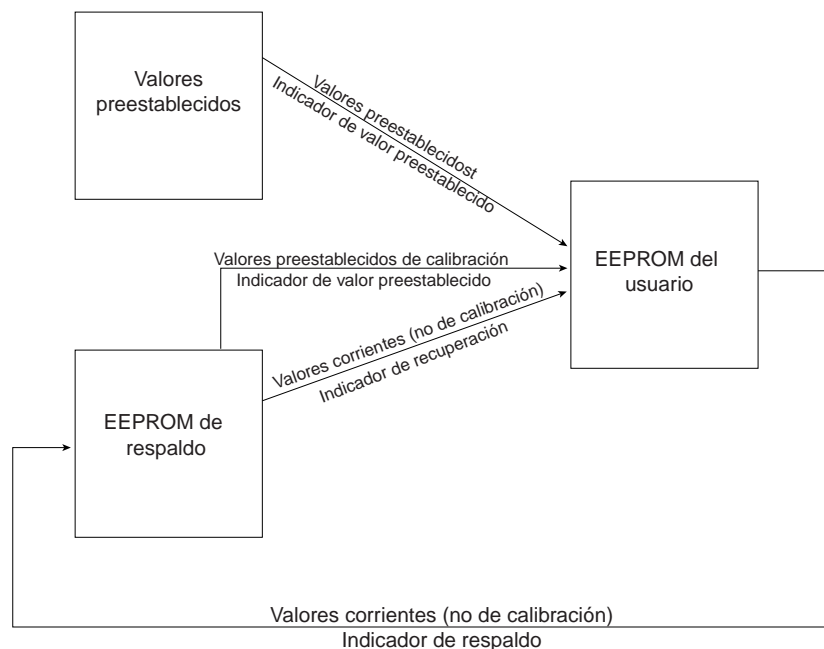 Valores
preestablecidos
Valores preestablecidost
Indicador de valor preestablecido
EEPROM del
usuario
Valores preestablecidos de calibración
Indicador de valor preestablecido
Valores corrientes (no de calibración)
Indicador de recuperación
EEPROM de
respaldo
Valores corrientes (no de calibración)
Indicador de respaldo